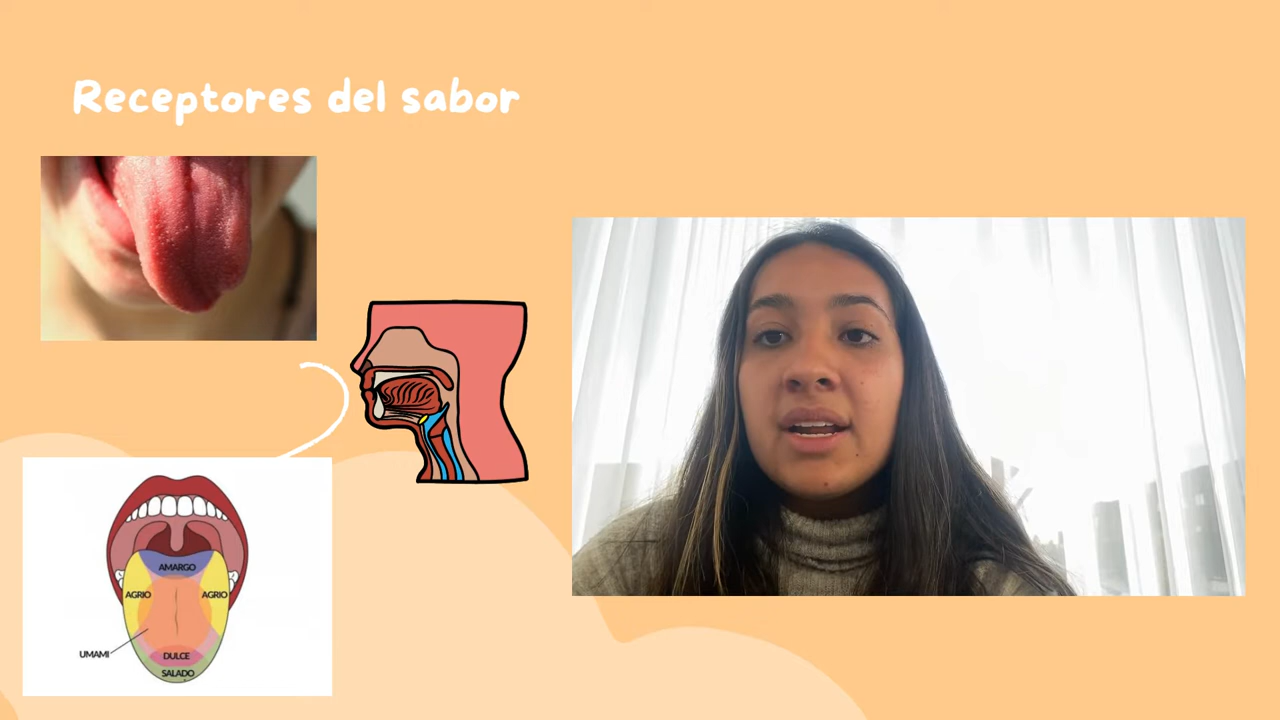 Receptores del sabor
AMARGO
AGRIO
AGRIO
UMAMI
DULCE
SALADO